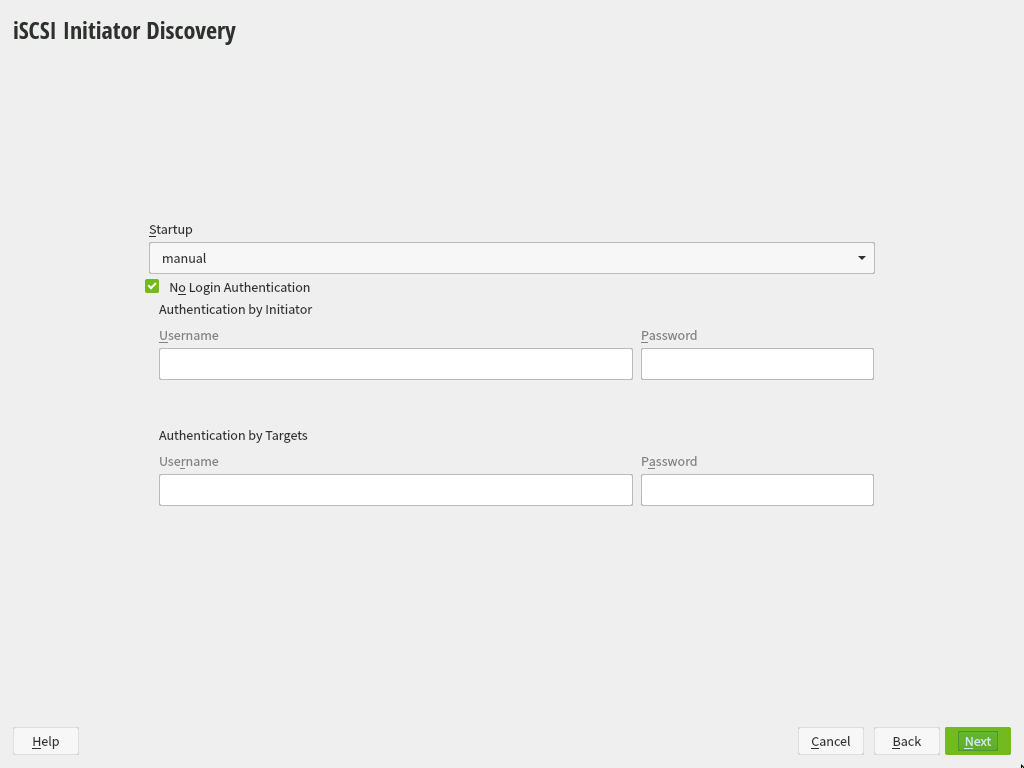 iSCSI Initiator Discovery
Startup
manual
No Login Authentication
Authentication by Initiator
Username Password
Authentication by Targets
Username Password
Help Cancel Back Next